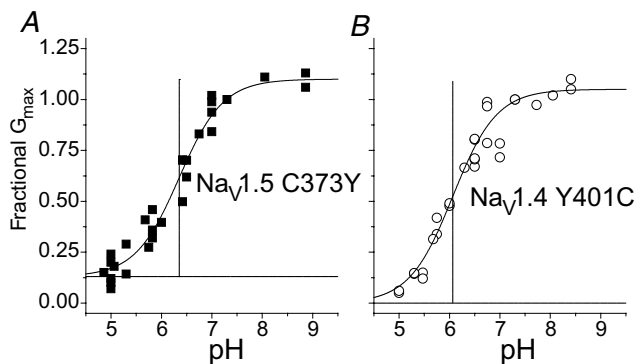 A
B
Fractional Gmax
1.25
1.00
0.75
0.50
0.25
0.00
NaV1.5 C373Y
NaV1.4 Y401C
5 6 7 8 9
5 6 7 8 9
pH
pH